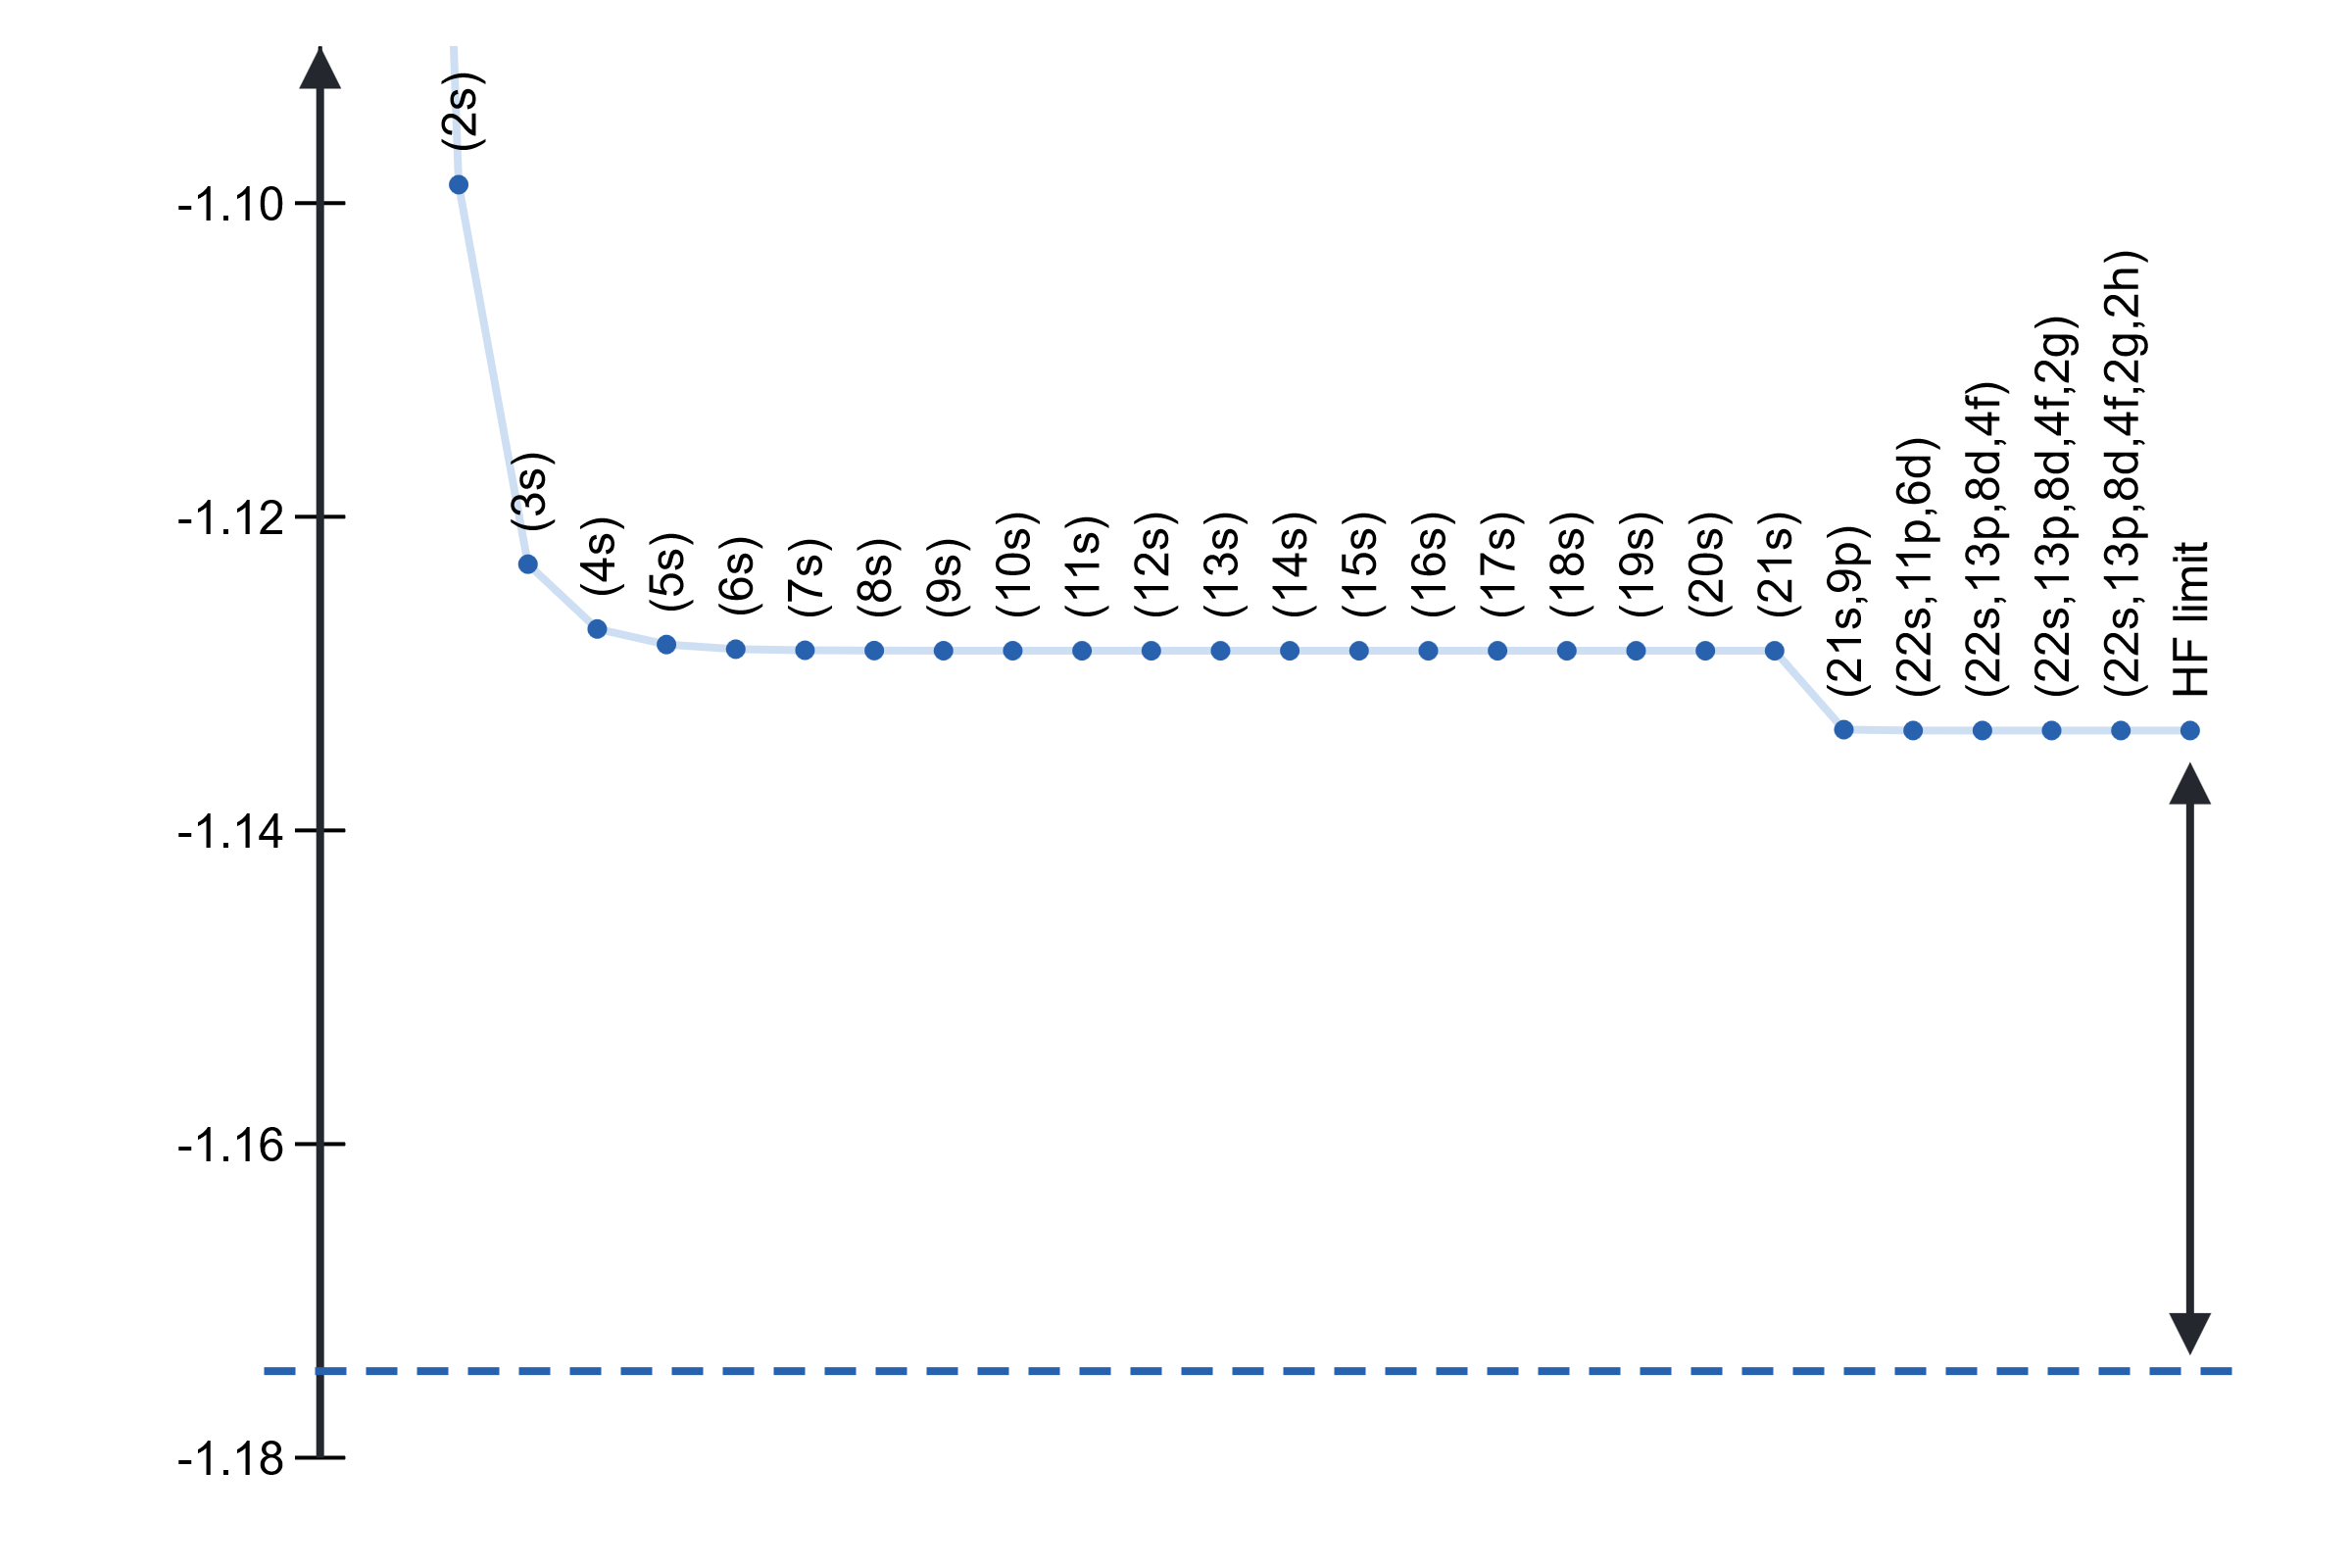 -1.10
-1.12
-1.14
-1.16
-1.18
(2s)
(3s)
(4s)
(5s)
(6s)
(7s)
(8s)
(9s)
(10s)
(11s)
(12s)
(13s)
(14s)
(15s)
(16s)
(17s)
(18s)
(19s)
(20s)
(21s)
(21s,9p)
(22s,11p,6d)
(22s,13p,8d,4f)
(22s,13p,8d,4f,2g)
(22s,13p,8d,4f,2g,2h)
HF limit